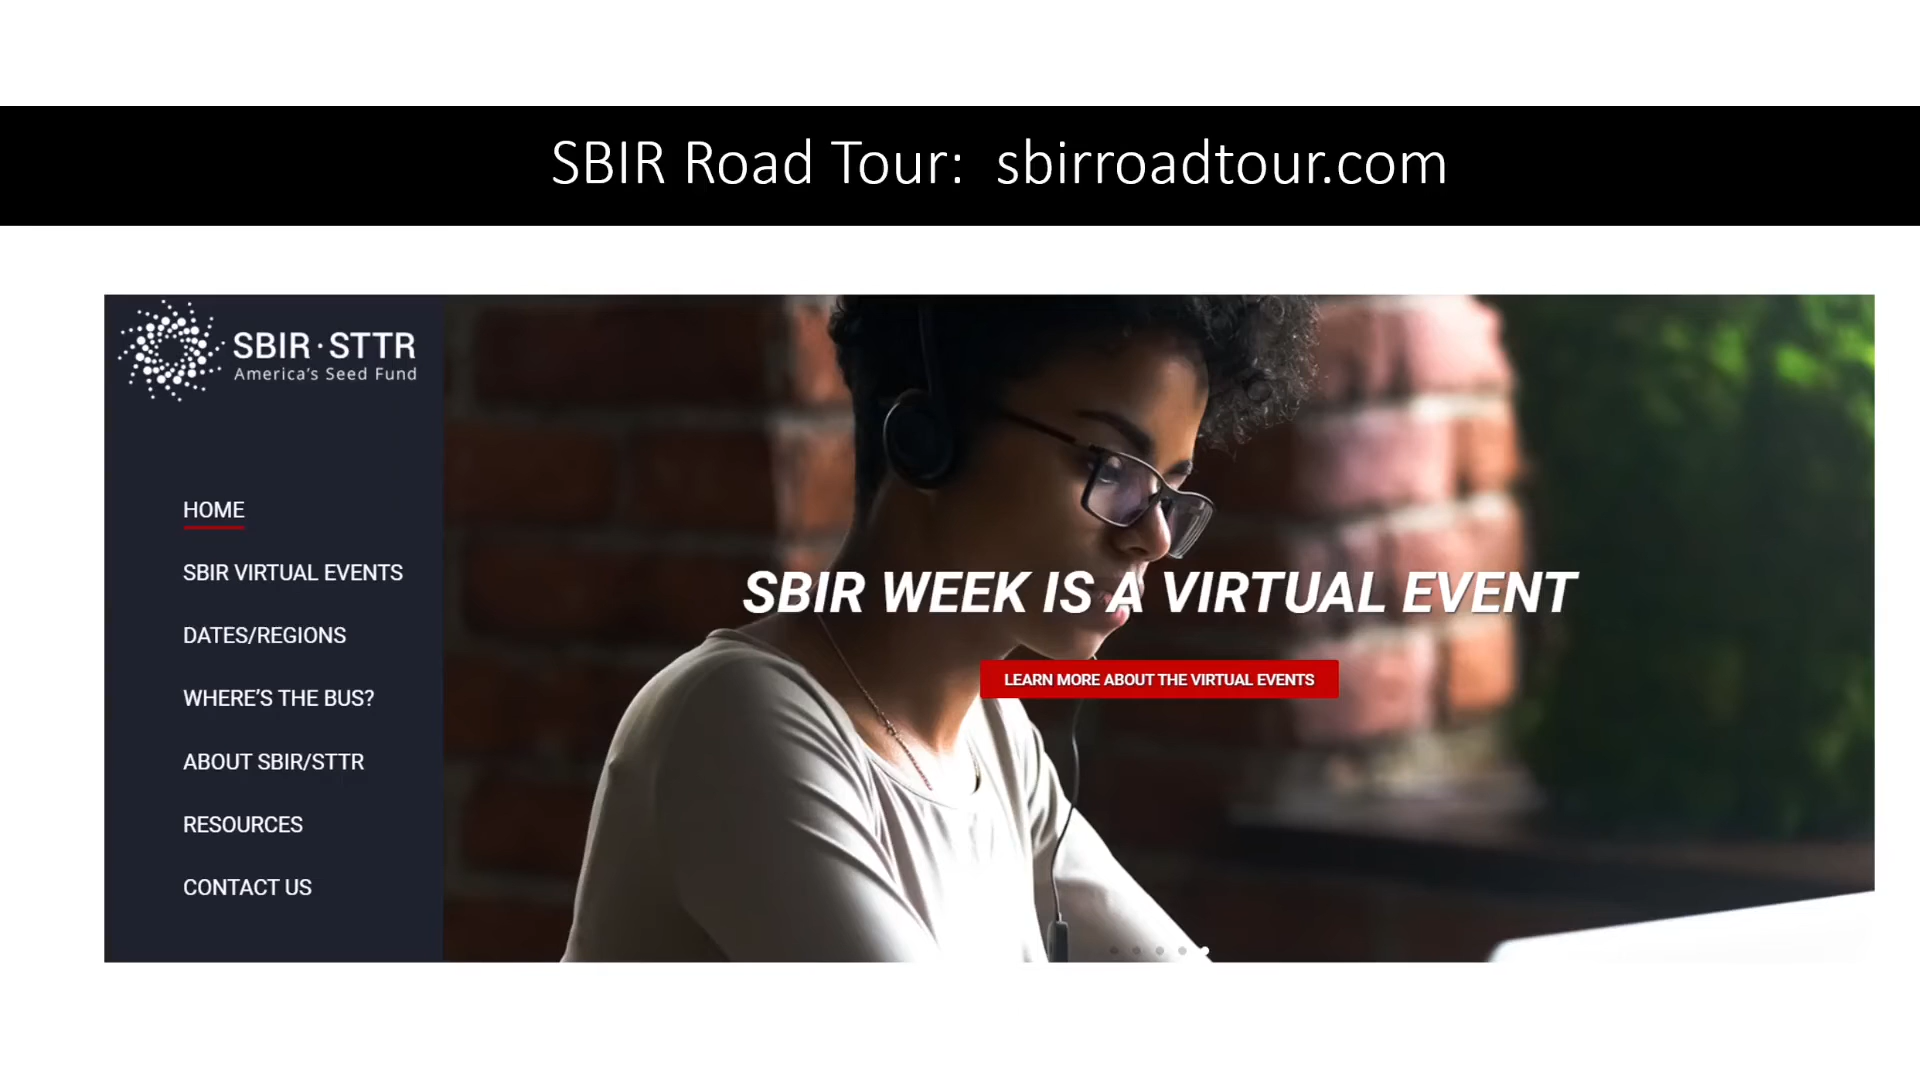 SBIR Road Tour: sbirroadtour.com
SBIR·STTR
America's Seed Fund
HOME
SBIR VIRTUAL EVENTS
DATES/REGIONS
WHERE'S THE BUS?
ABOUT SBIR/STTR
RESOURCES
CONTACT US
SBIR WEEK IS A VIRTUAL EVENT
LEARN MORE ABOUT THE VIRTUAL EVENTS